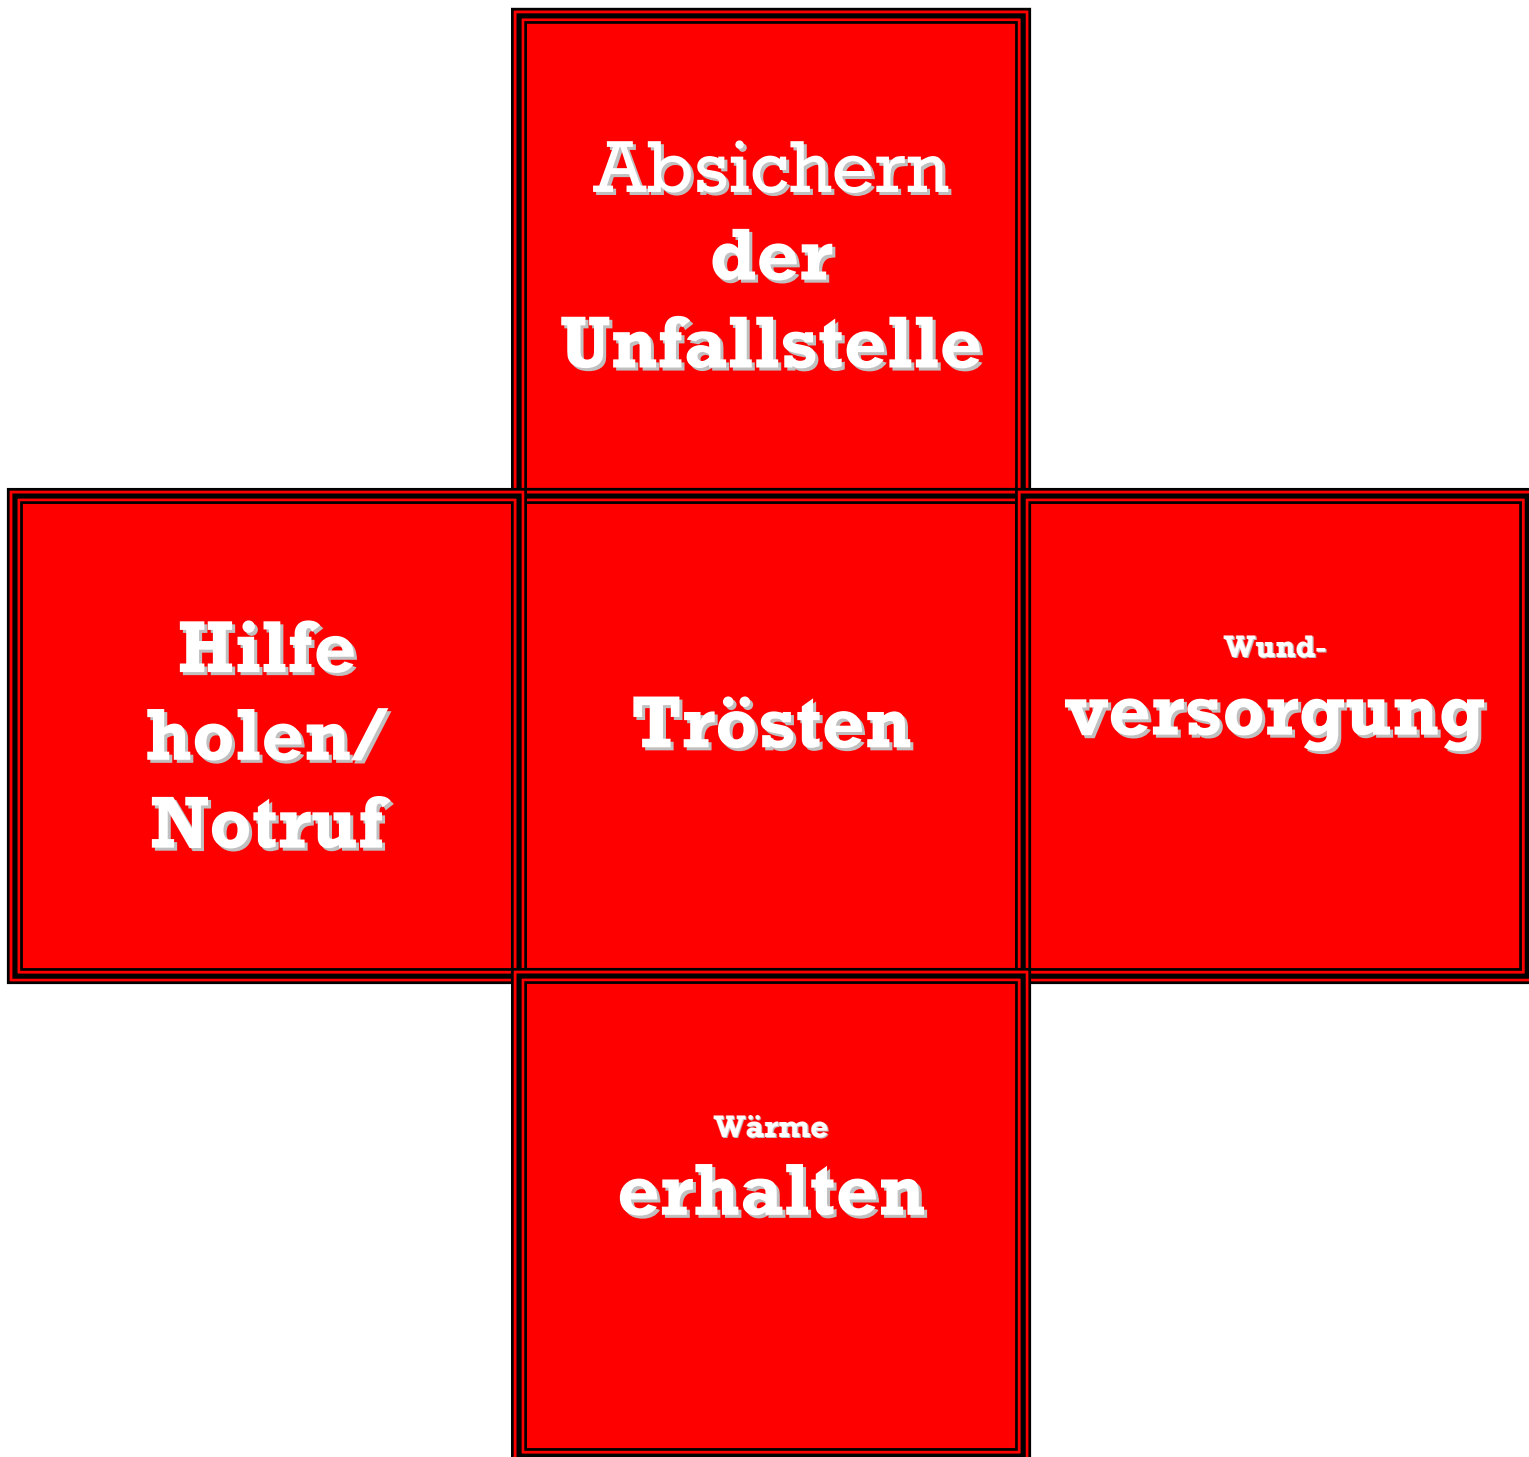 Absichern
der
Unfallstelle
Hilfe
holen/
Notruf
Trösten
Wund-
versorgung
Wärme
erhalten